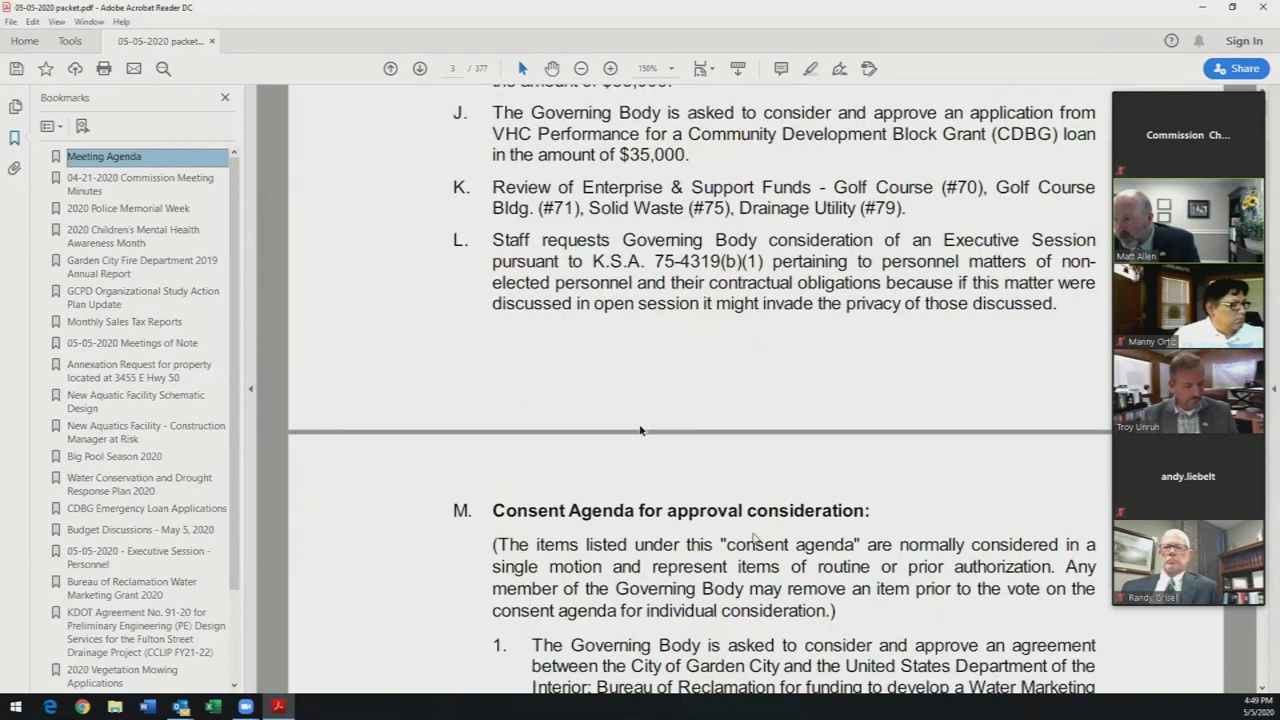 05-05-2020 packet.pdf - Adobe Acrobat Reader DC
File Edit View Window Help
Home Tools 05-05-2020 packet... × Sign In
3 / 377 150% Share
Bookmarks
Meeting Agenda
04-21-2020 Commission Meeting
Minutes
2020 Police Memorial Week
2020 Children's Mental Health
Awareness Month
Garden City Fire Department 2019
Annual Report
GCPD Organizational Study Action
Plan Update
Monthly Sales Tax Reports
05-05-2020 Meetings of Note
Annexation Request for property
located at 3455 E Hwy 50
New Aquatic Facility Schematic
Design
New Aquatics Facility - Construction
Manager at Risk
Big Pool Season 2020
Water Conservation and Drought
Response Plan 2020
CDBG Emergency Loan Applications
Budget Discussions - May 5, 2020
05-05-2020 - Executive Session -
Personnel
Bureau of Reclamation Water
Marketing Grant 2020
KDOT Agreement No. 91-20 for
Preliminary Engineering (PE) Design
Services for the Fulton Street
Drainage Project (CCLIP FY21-22)
2020 Vegetation Mowing
Applications
J. The Governing Body is asked to consider and approve an application from
VHC Performance for a Community Development Block Grant (CDBG) loan
in the amount of $35,000.
K. Review of Enterprise & Support Funds - Golf Course (#70), Golf Course
Bldg. (#71), Solid Waste (#75), Drainage Utility (#79).
L. Staff requests Governing Body consideration of an Executive Session
pursuant to K.S.A. 75-4319(b)(1) pertaining to personnel matters of non-
elected personnel and their contractual obligations because if this matter were
discussed in open session it might invade the privacy of those discussed.
M. Consent Agenda for approval consideration:
(The items listed under this "consent agenda" are normally considered in a
single motion and represent items of routine or prior authorization. Any
member of the Governing Body may remove an item prior to the vote on the
consent agenda for individual consideration.)
1. The Governing Body is asked to consider and approve an agreement
between the City of Garden City and the United States Department of the
Interior; Bureau of Reclamation for funding to develop a Water Marketing
Commission Ch...
Matt Allen
Manny Ortiz
Troy Unruh
andy.liebelt
Randy Grisell
4:49 PM
5/5/2020